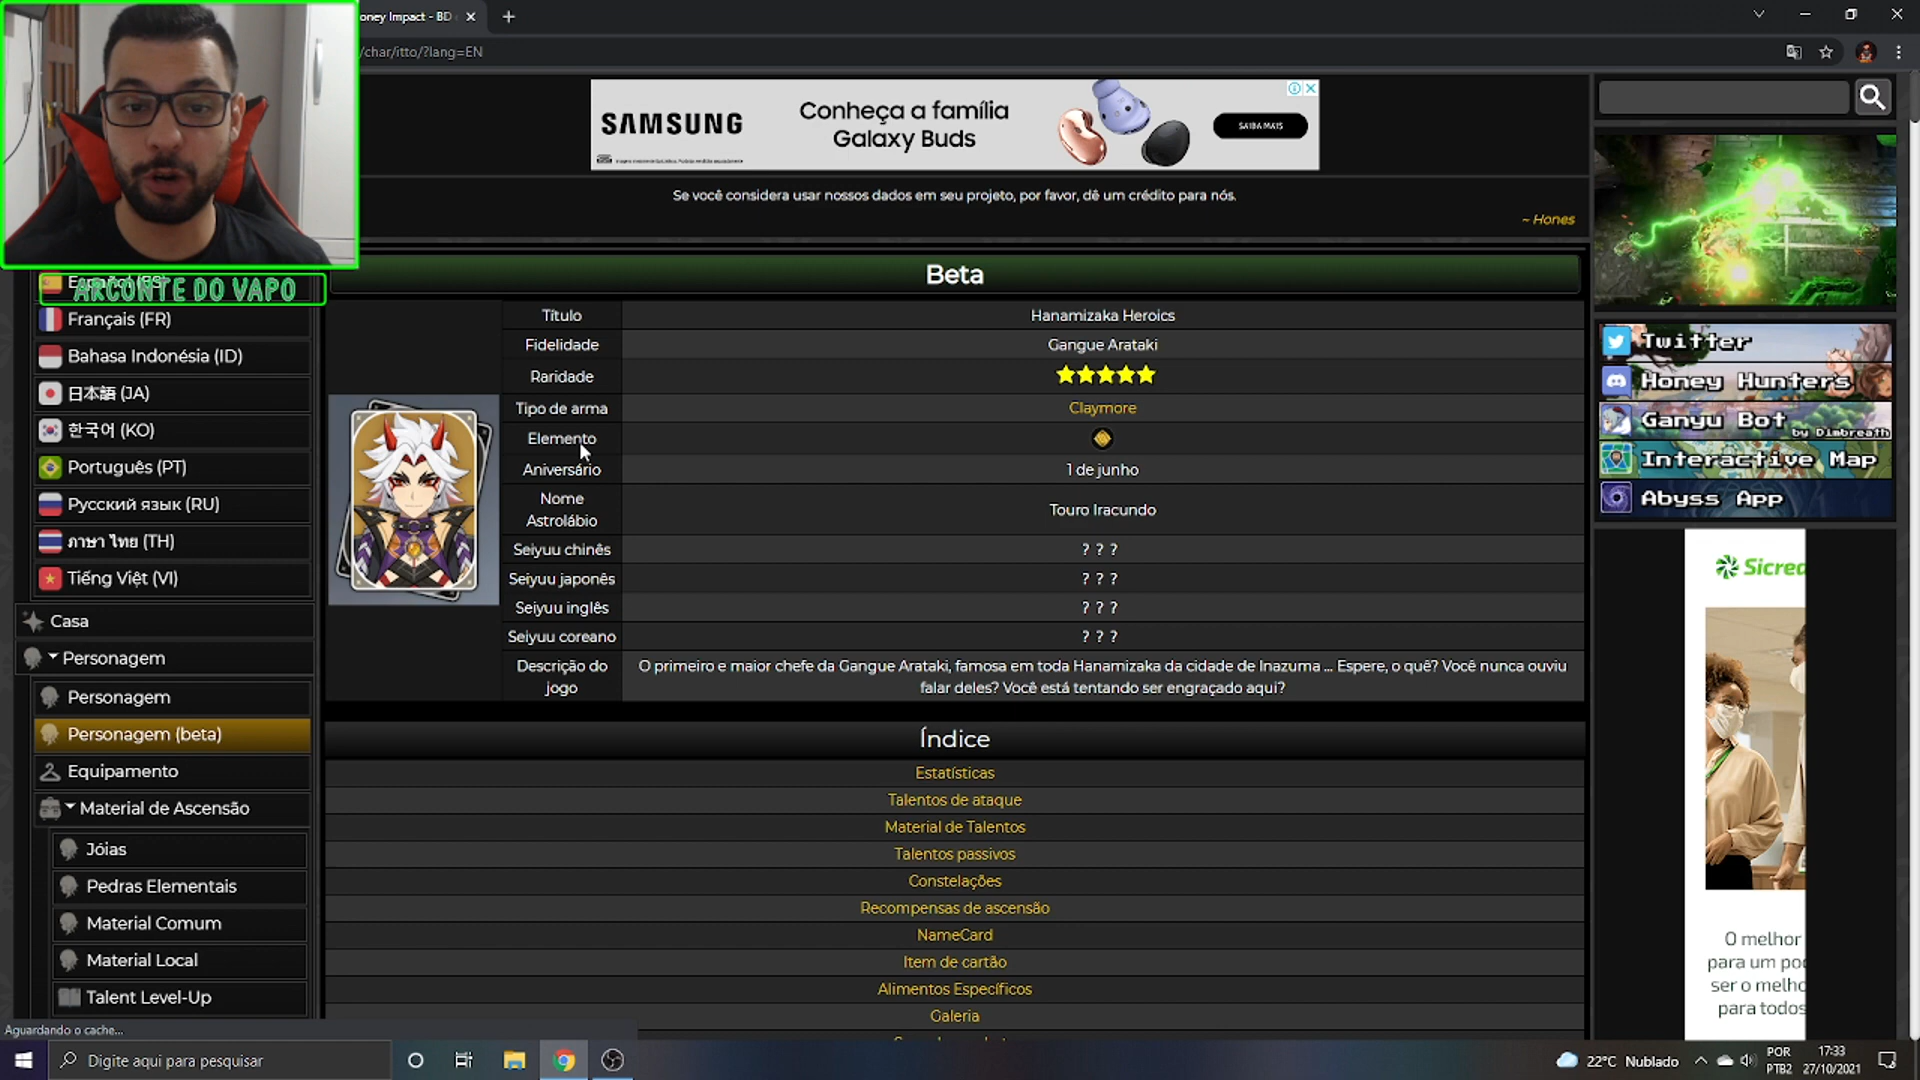 oney Impact - BD
/char/itto/?lang=EN
SAMSUNG
Conheça a família
Galaxy Buds
SAIBA MAIS
Se você considera usar nossos dados em seu projeto, por favor, dê um crédito para nós.
~ Hones
ARCONTE DO VAPO
Français (FR)
Bahasa Indonésia (ID)
日本語 (JA)
한국어 (KO)
Português (PT)
Русский язык (RU)
ภาษา ไทย (TH)
Tiếng Việt (VI)
Casa
Personagem
Personagem
Personagem (beta)
Equipamento
Material de Ascensão
Jóias
Pedras Elementais
Material Comum
Material Local
Talent Level-Up
Beta
Título
Hanamizaka Heroics
Fidelidade
Gangue Arataki
Raridade
Tipo de arma
Claymore
Elemento
Aniversário
1 de junho
Nome
Astrolábio
Touro Iracundo
Seiyuu chinês
? ? ?
Seiyuu japonês
? ? ?
Seiyuu inglês
? ? ?
Seiyuu coreano
? ? ?
Descrição do
jogo
O primeiro e maior chefe da Gangue Arataki, famosa em toda Hanamizaka da cidade de Inazuma ... Espere, o quê? Você nunca ouviu
falar deles? Você está tentando ser engraçado aqui?
Índice
Estatísticas
Talentos de ataque
Material de Talentos
Talentos passivos
Constelações
Recompensas de ascensão
NameCard
Item de cartão
Alimentos Específicos
Galeria
Twitter
Honey Hunters
Ganyu Bot
by Dimbreath
Interactive Map
Abyss App
Sicred
O melhor
para um po
ser o melho
para todos
Aguardando o cache...
Digite aqui para pesquisar
22°C Nublado
POR
PTB2
17:33
27/10/2021